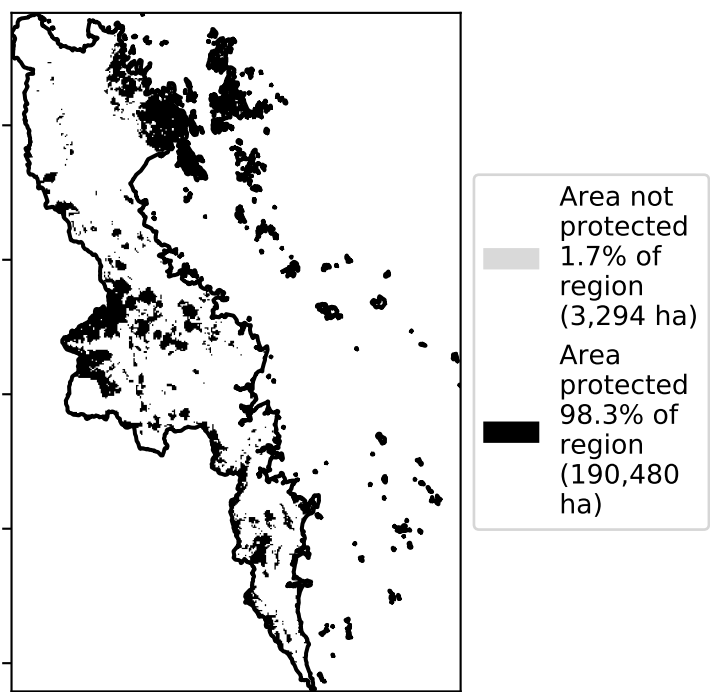 Area not
protected
1.7% of
region
(3,294 ha)
Area
protected
98.3% of
region
(190,480
ha)